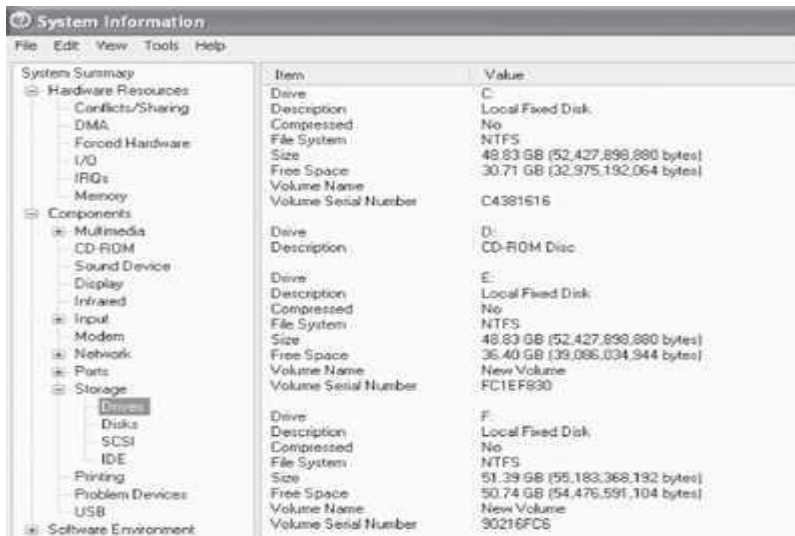 System Information
File Edit View Tools Help
System Summary
Hardware Resources
Conflicts/Sharing
DMA
Forced Hardware
I/O
IRQs
Memory
Components
Multimedia
CD-ROM
Sound Device
Display
Infrared
Input
Modem
Network
Ports
Storage
Drives
Disks
SCSI
IDE
Printing
Problem Devices
USB
Software Environment
Item Value
Drive C:
Description Local Fixed Disk
Compressed No
File System NTFS
Size 48.83 GB (52,427,898,880 bytes)
Free Space 30.71 GB (32,975,192,064 bytes)
Volume Name
Volume Serial Number C4381616
Drive D:
Description CD-ROM Disc
Drive E:
Description Local Fixed Disk
Compressed No
File System NTFS
Size 48.83 GB (52,427,898,880 bytes)
Free Space 36.40 GB (39,086,034,944 bytes)
Volume Name New Volume
Volume Serial Number FC1EF830
Drive F:
Description Local Fixed Disk
Compressed No
File System NTFS
Size 51.39 GB (55,183,368,192 bytes)
Free Space 50.74 GB (54,476,591,104 bytes)
Volume Name New Volume
Volume Serial Number 90216FC6